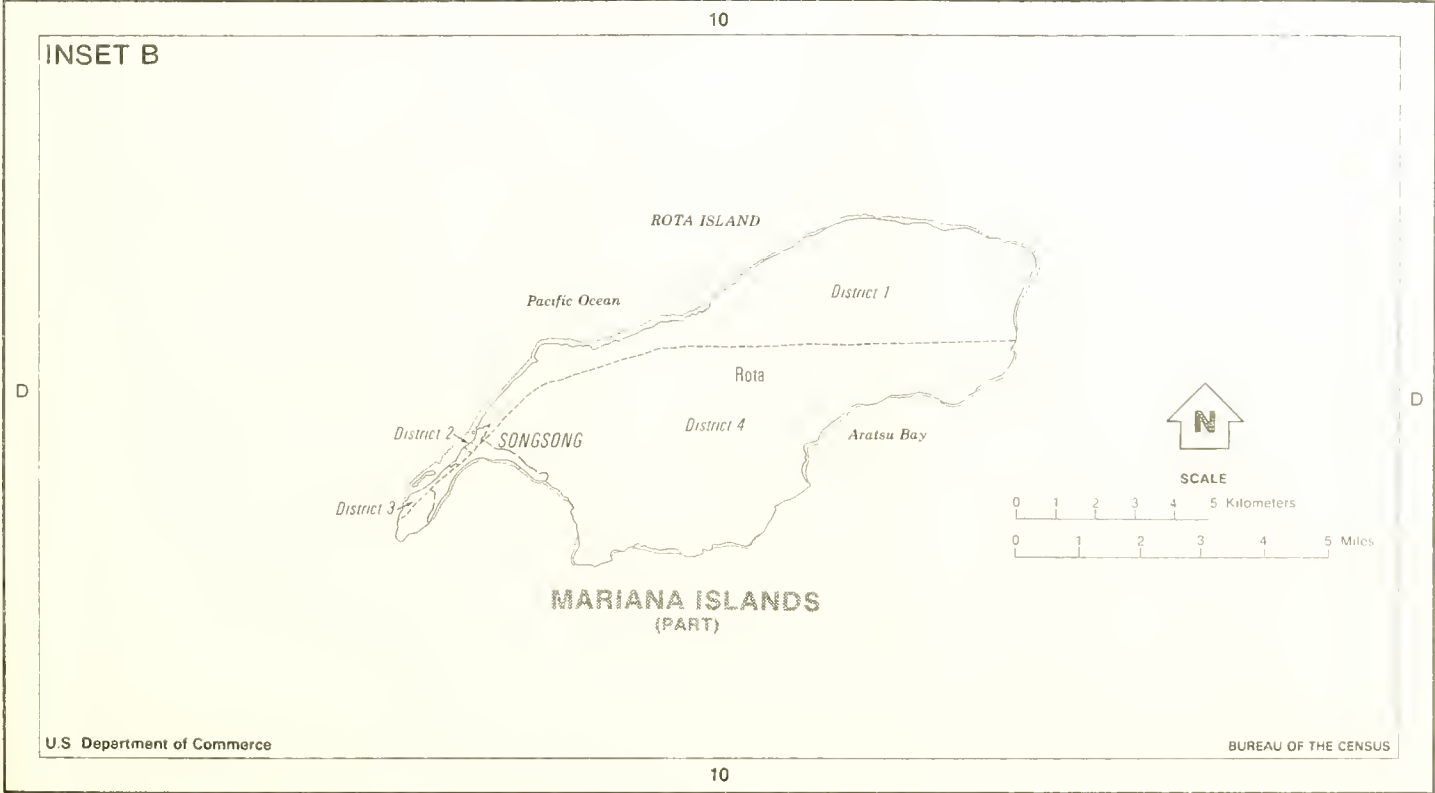 10
INSET B
ROTA ISLAND
Pacific Ocean
District 1
Rota
D
D
District 4
District 2
SONGSONG
Aratsu Bay
N
SCALE
District 3
0 1 2 3 4 5 Kilometers
0 1 2 3 4 5 Miles
MARIANA ISLANDS
(PART)
U.S Department of Commerce
BUREAU OF THE CENSUS
10